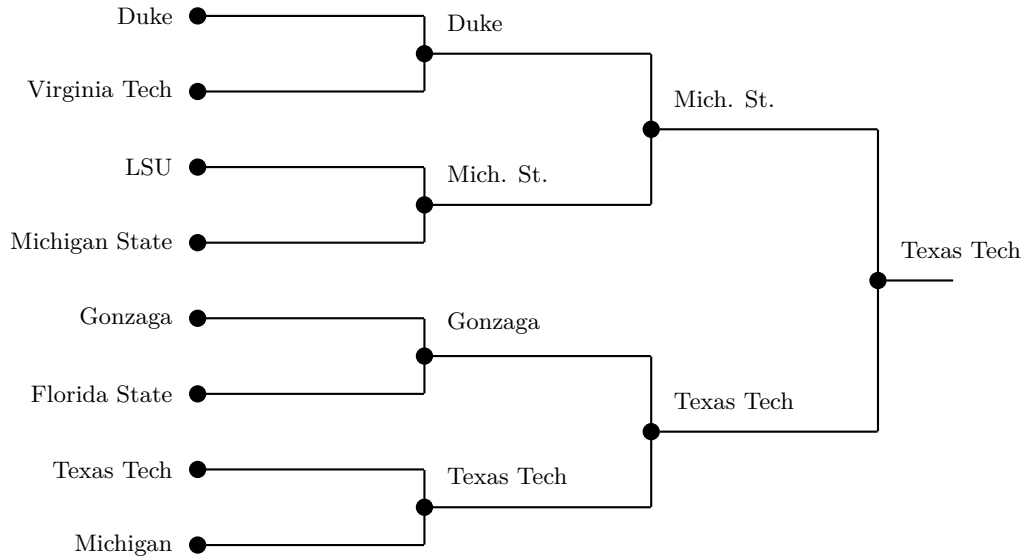 Duke
Virginia Tech
LSU
Michigan State
Gonzaga
Florida State
Texas Tech
Michigan
Duke
Mich. St.
Gonzaga
Texas Tech
Mich. St.
Texas Tech
Texas Tech